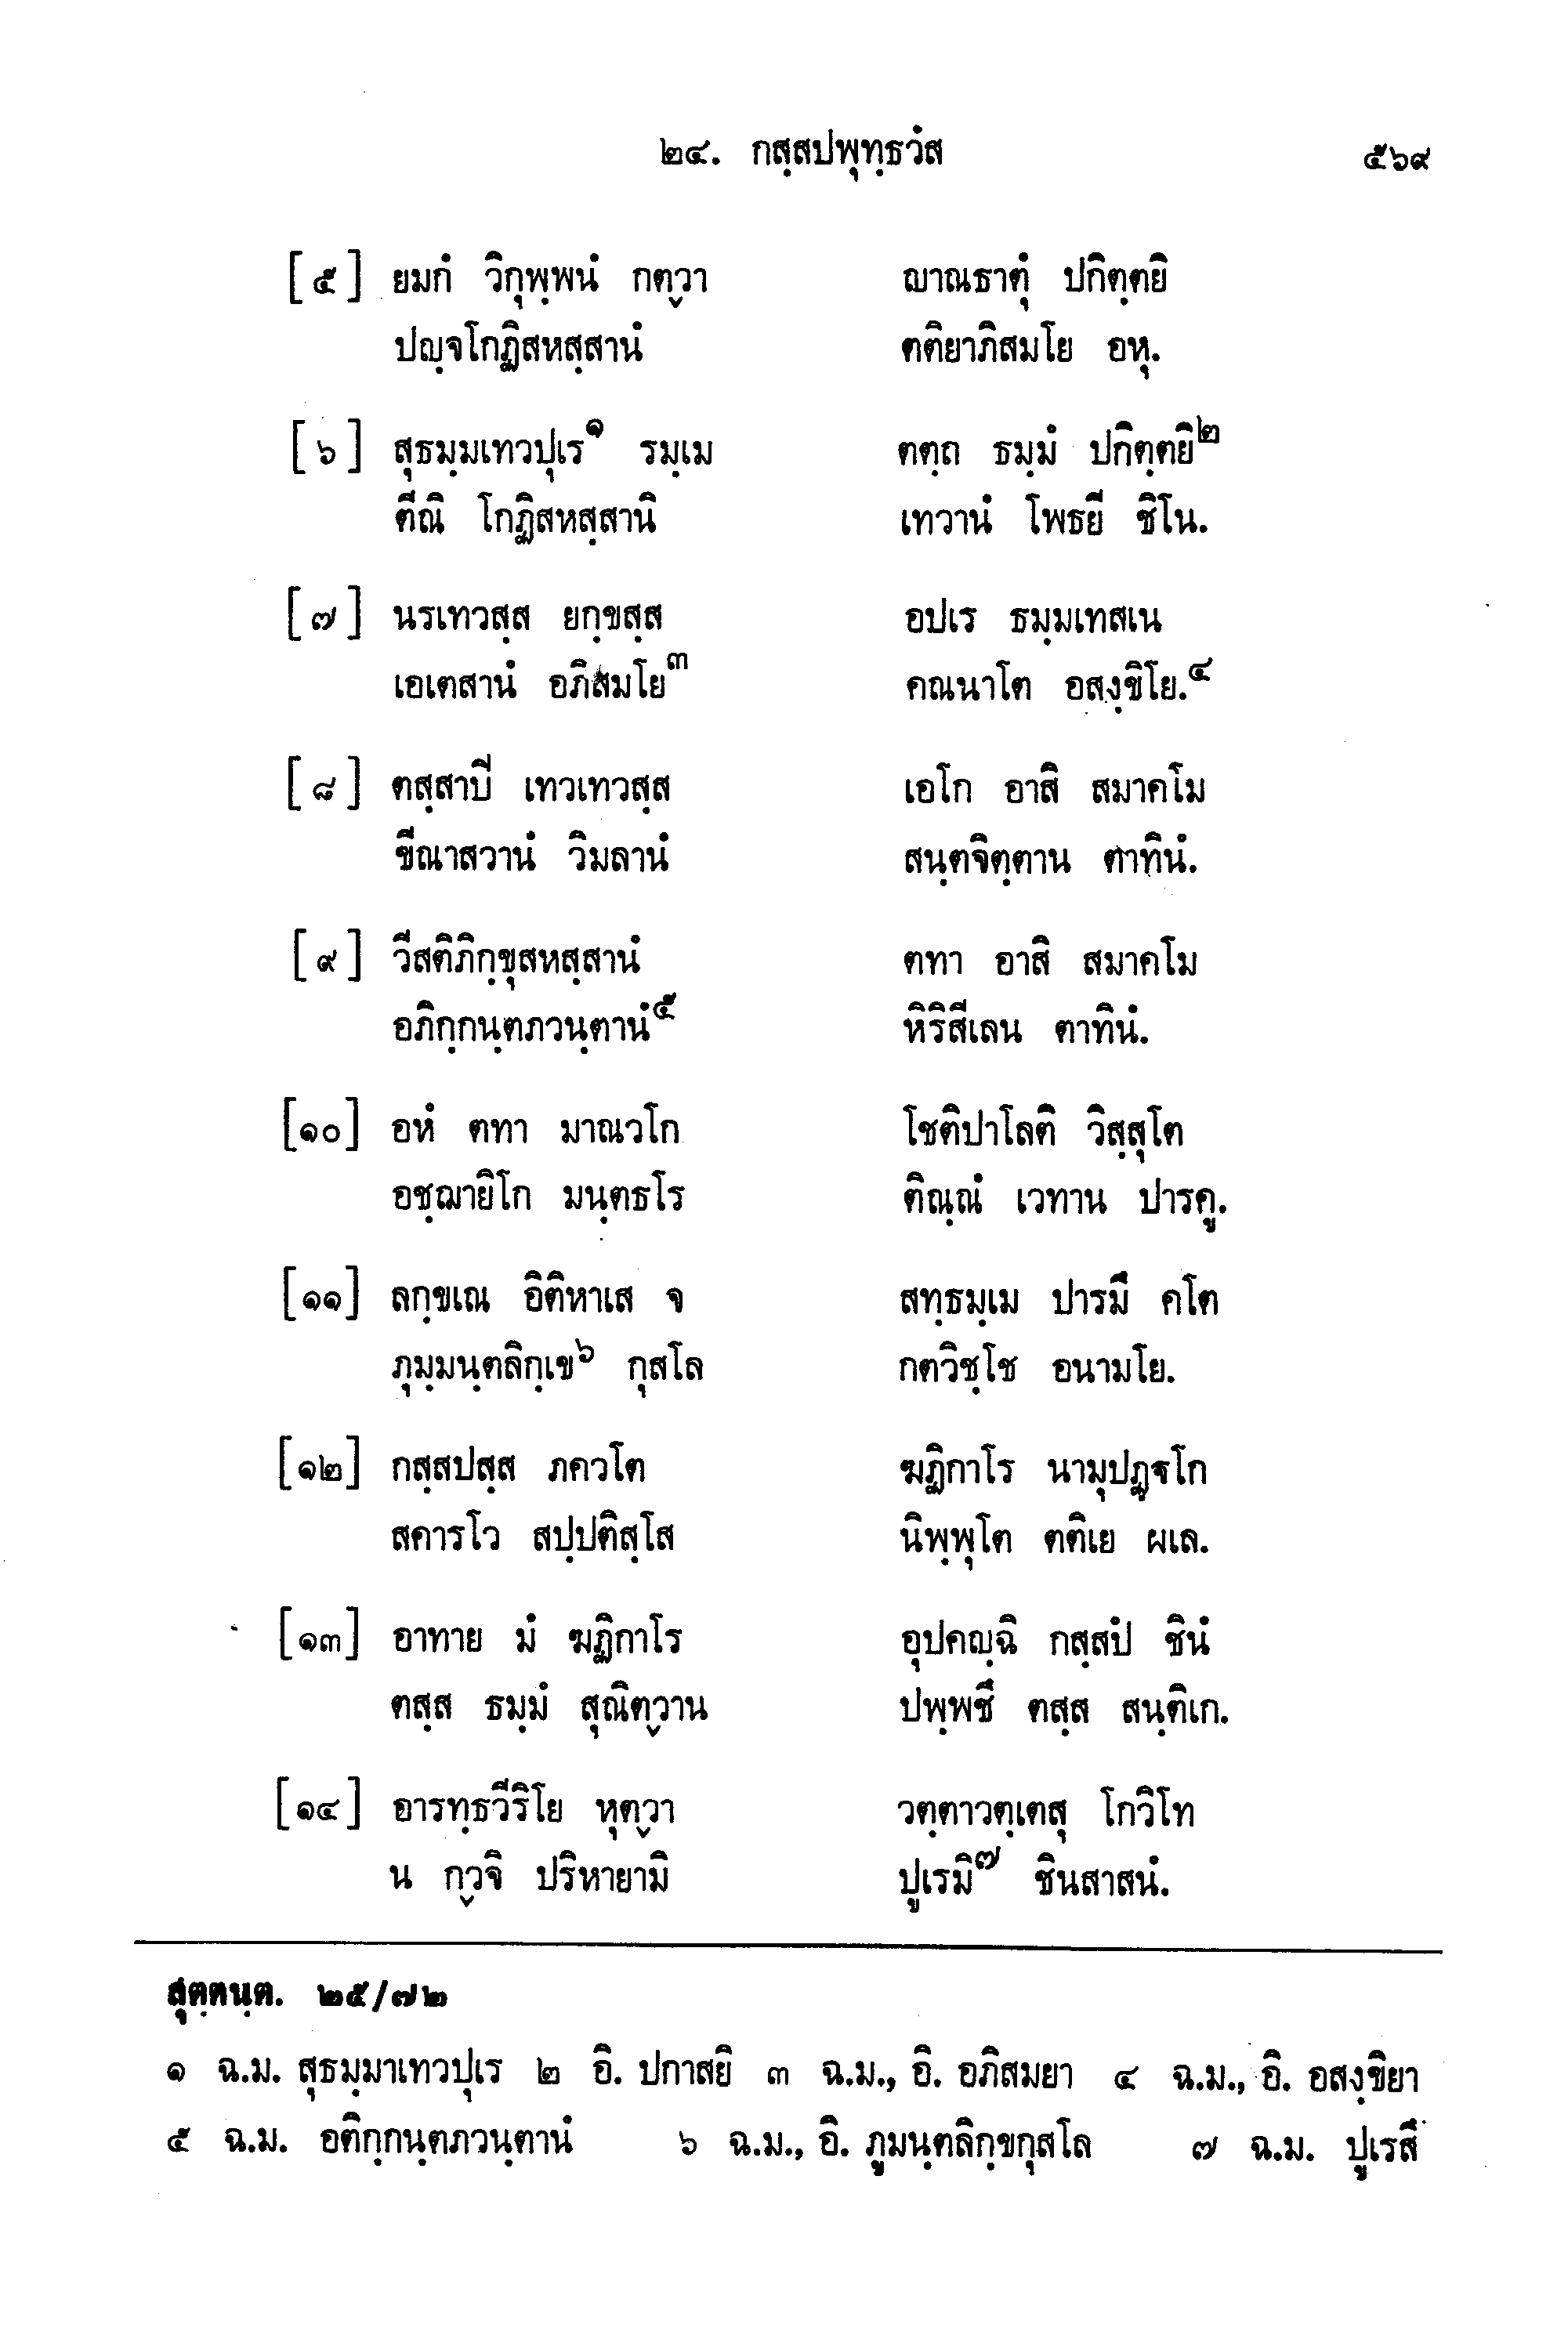 ๒๔. กสฺสปพุทฺธวํส ๕๖๙
[๕] ยมกํ วิกุพฺพนํ กตฺวา ญาณธาตุํ ปกิตฺตยิ
ปญฺจโกฏิสหสฺสานํ ตติยาภิสมโย อหุ.
[๖] สุธมฺมเทวปุเร๑ รมฺเม ตตฺถ ธมฺมํ ปกิตฺตยิ๒
ตีณิ โกฏิสหสฺสานิ เทวานํ โพธยี ชิโน.
[๗] นรเทวสฺส ยกฺขสฺส อปเร ธมฺมเทสเน
เอเตสานํ อภิสมโย๓ คณนาโต อสงฺขิโย.๔
[๘] ตสฺสาปิ เทวเทวสฺส เอโก อาสิ สมาคโม
ขีณาสวานํ วิมลานํ สนฺตจิตฺตาน ตาทินํ.
[๙] วีสติภิกฺขุสหสฺสานํ ตทา อาสิ สมาคโม
อภิกฺกนฺตภวนฺตานํ๕ หิริสีเลน ตาทินํ.
[๑๐] อหํ ตทา มาณวโก โชติปาโลติ วิสฺสุโต
อชฺฌายิโก มนฺตธโร ติณฺณํ เวทาน ปารคู.
[๑๑] ลกฺขเณ อิติหาเส จ สทฺธมฺเม ปารมึ คโต
ภุมฺมนฺตลิกฺเข๖ กุสโล กตวิชฺโช อนามโย.
[๑๒] กสฺสปสฺส ภควโต ฆฏิกาโร นามุปฏฺฐโก
สคารโว สปฺปติสฺโส นิพฺพุโต ตติเย ผเล.
[๑๓] อาทาย มํ ฆฏิกาโร อุปคญฺฉิ กสฺสปํ ชินํ
ตสฺส ธมฺมํ สุณิตฺวาน ปพฺพชึ ตสฺส สนฺติเก.
[๑๔] อารทฺธวีริโย หุตฺวา วตฺตาวตฺเตสุ โกวิโท
น กฺวจิ ปริหายามิ ปูเรมิ๗ ชินสาสนํ.
สุตฺตนฺต. ๒๕/๗๒
๑ ฉ.ม. สุธมฺมาเทวปุเร ๒ อิ. ปกาสยิ ๓ ฉ.ม., อิ. อภิสมยา ๔ ฉ.ม., อิ. อสงฺขิยา
๕ ฉ.ม. อติกฺกนฺตภวนฺตานํ ๖ ฉ.ม., อิ. ภูมนฺตลิกฺขกุสโล ๗ ฉ.ม. ปูเรสึ